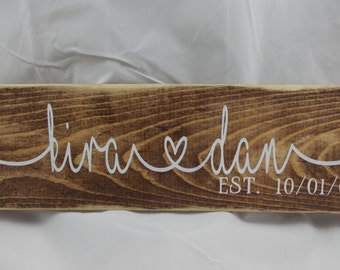 kira ♡ dan
EST. 10/01/